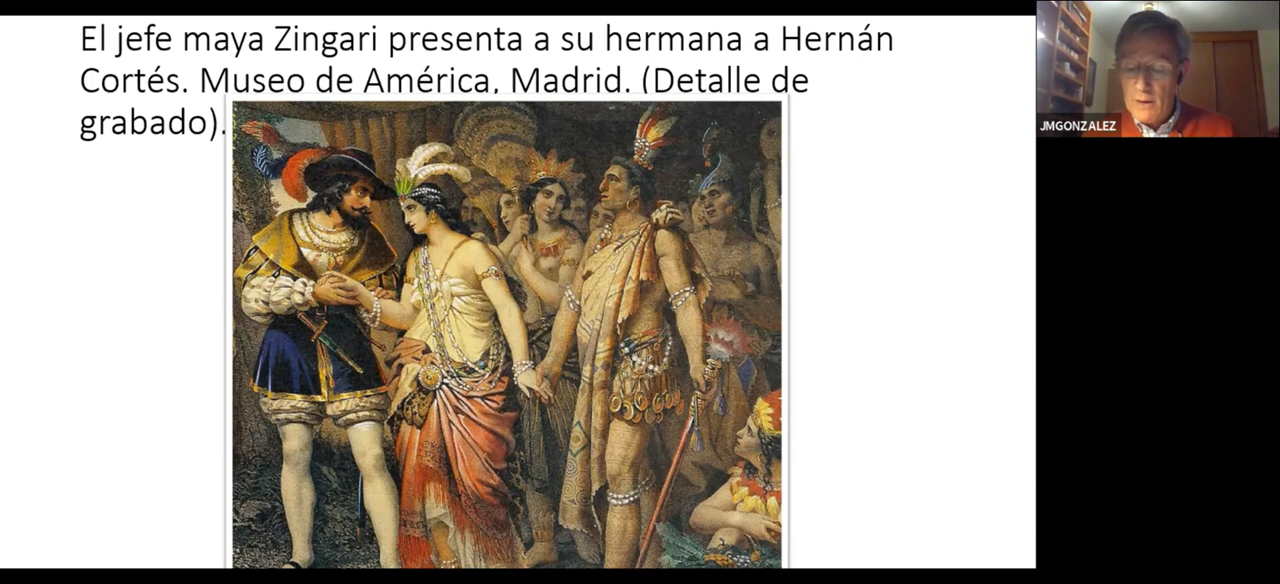 El jefe maya Zingari presenta a su hermana a Hernán
Cortés. Museo de América, Madrid. (Detalle de
grabado).
JMGONZALEZ